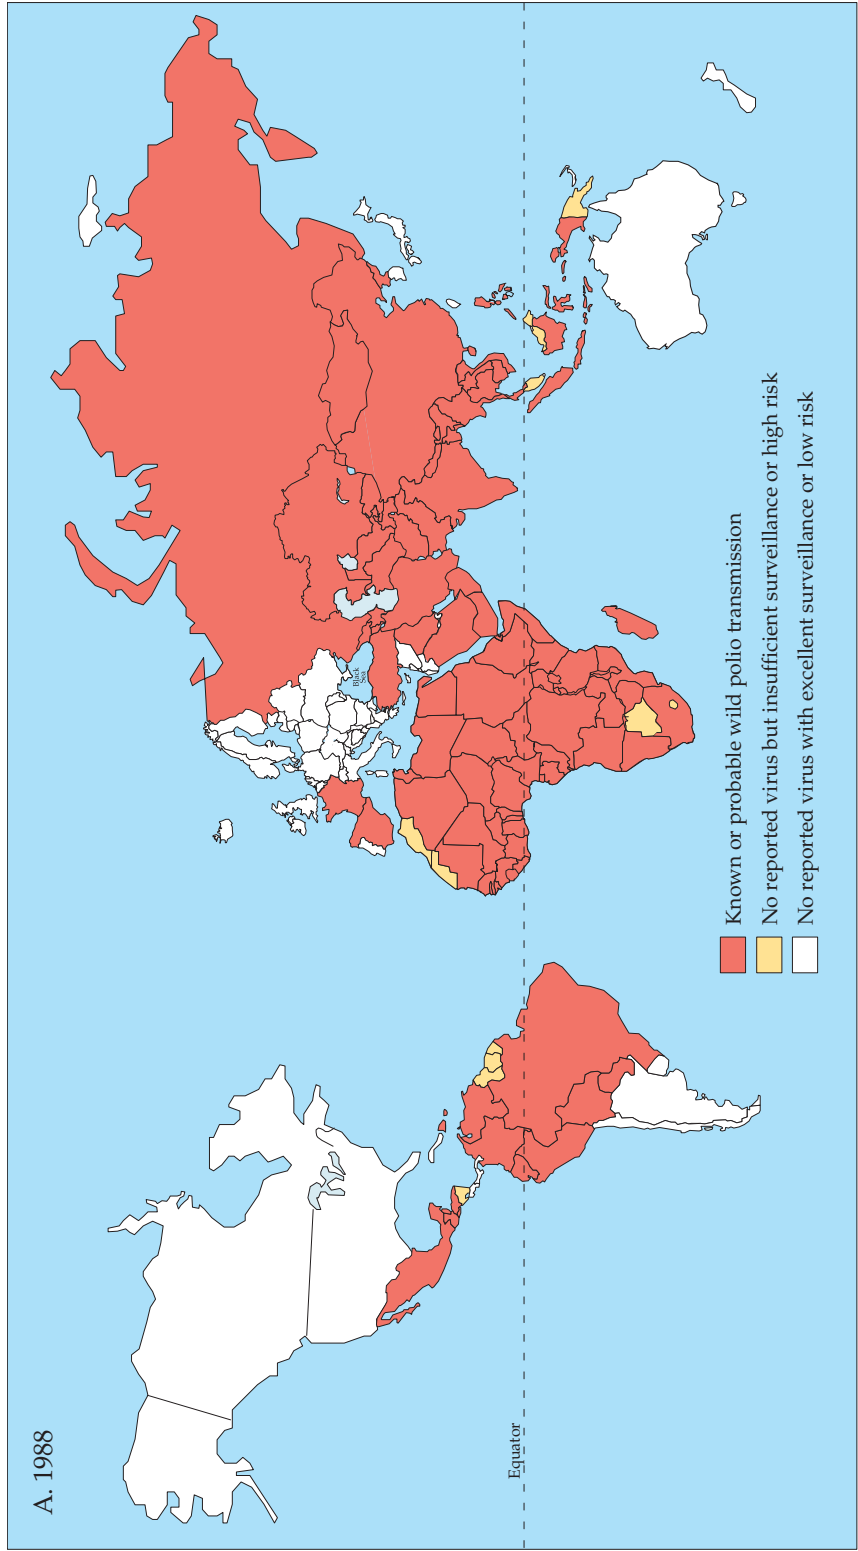 A. 1988
Black
Sea
Equator
Known or probable wild polio transmission
No reported virus but insufficient surveillance or high risk
No reported virus with excellent surveillance or low risk